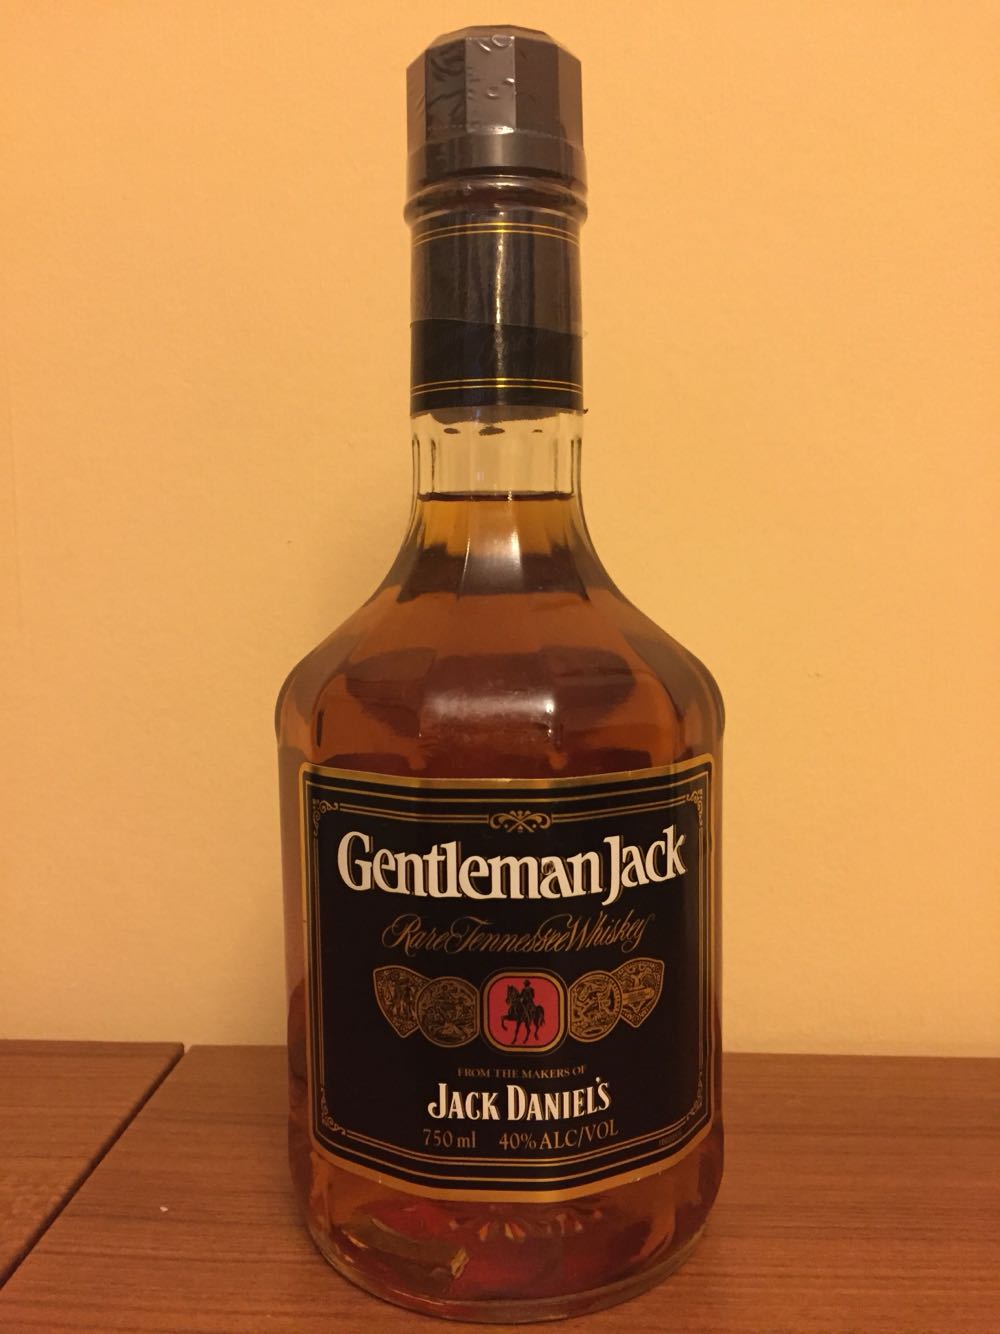 Gentleman Jack
Rare Tennessee Whiskey
FROM THE MAKERS OF
JACK DANIEL'S
750 ml 40% ALC/VOL